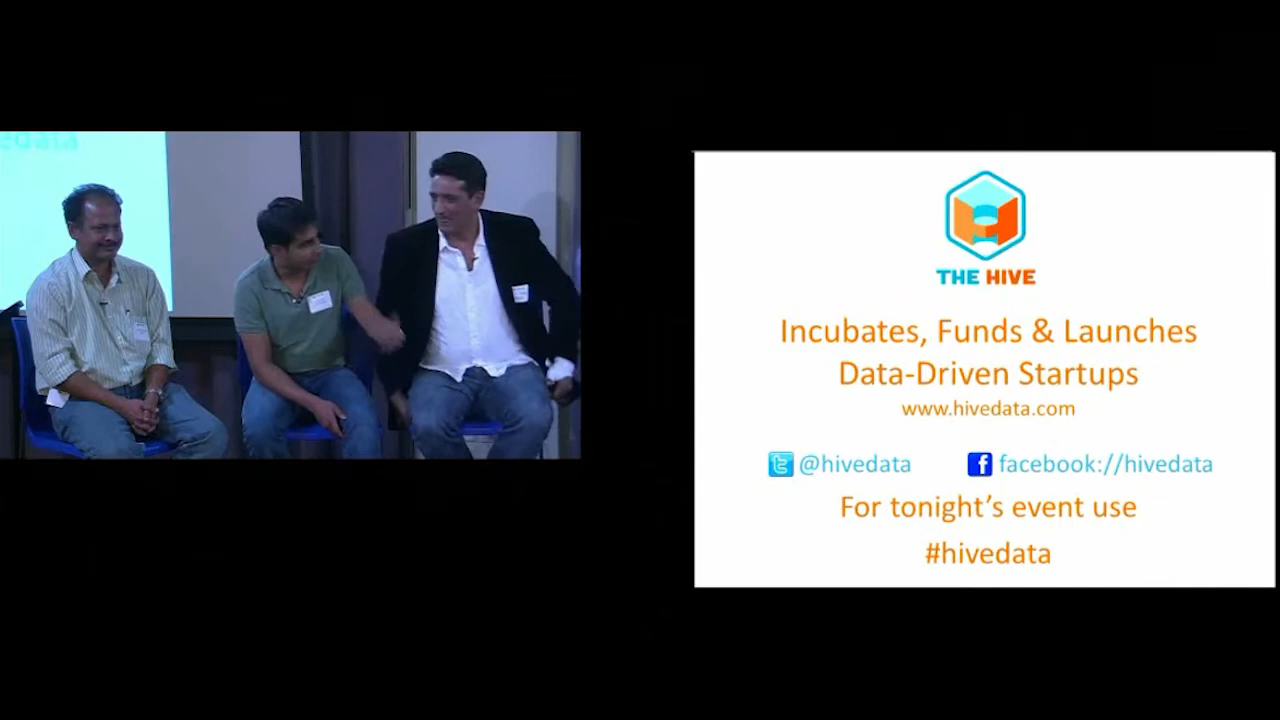 edata
THE HIVE
Incubates, Funds & Launches
Data-Driven Startups
www.hivedata.com
@hivedata
facebook://hivedata
For tonight's event use
#hivedata